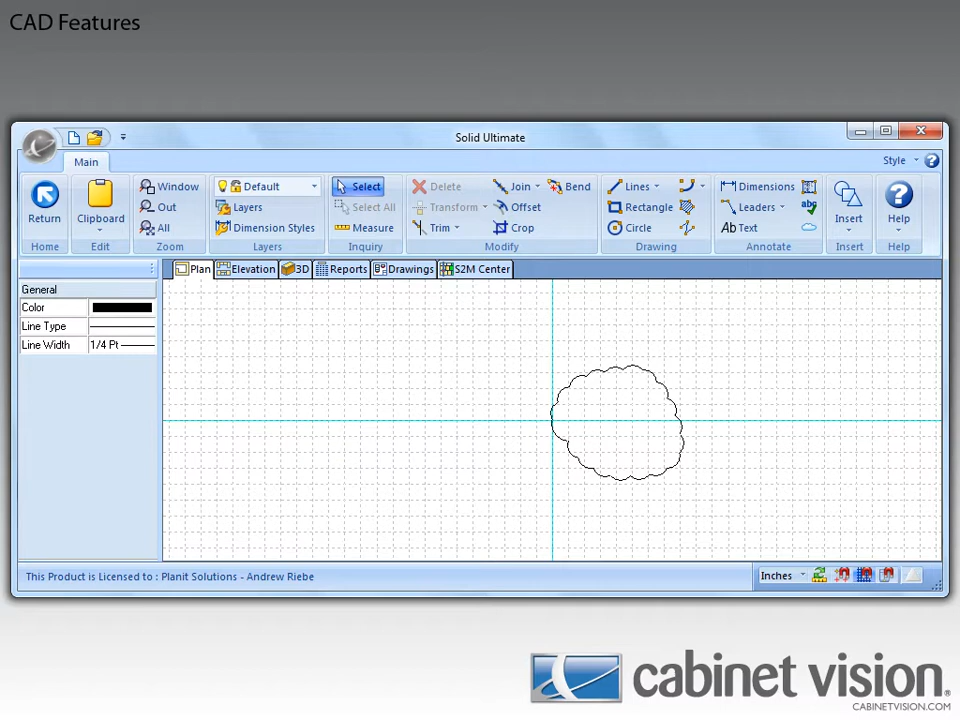 CAD Features
Solid Ultimate
Main
Style
Return
Home
Clipboard
Edit
Window
Out
All
Zoom
Default
Layers
Dimension Styles
Layers
Select
Select All
Measure
Inquiry
Delete
Transform
Trim
Join
Offset
Crop
Bend
Modify
Lines
Rectangle
Circle
Drawing
Dimensions
Leaders
Ab Text
abc
Annotate
Insert
Insert
Help
Help
Plan
Elevation
3D
Reports
Drawings
S2M Center
General
Color
Line Type
Line Width 1/4 Pt
This Product is Licensed to : Planit Solutions - Andrew Riebe
Inches
cabinet vision®
CABINETVISION.COM